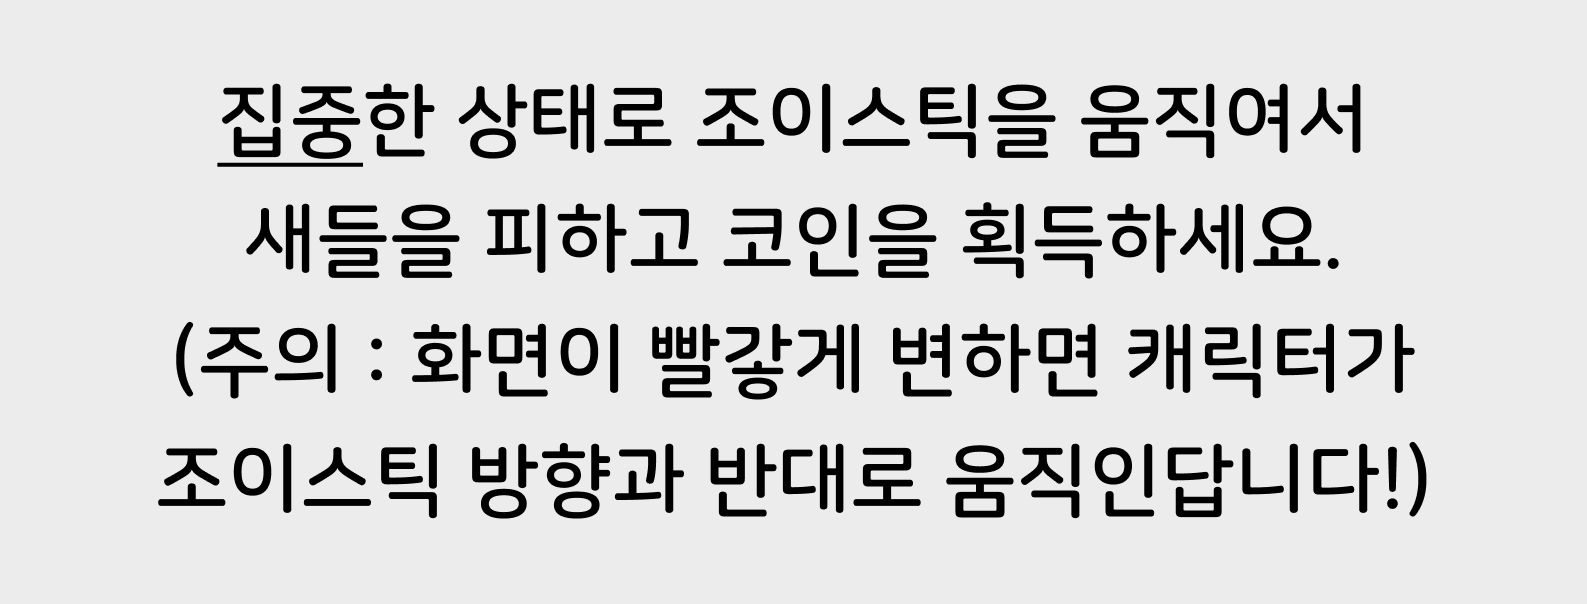 집중한 상태로 조이스틱을 움직여서
새들을 피하고 코인을 획득하세요.
(주의 : 화면이 빨갛게 변하면 캐릭터가
조이스틱 방향과 반대로 움직인답니다!)